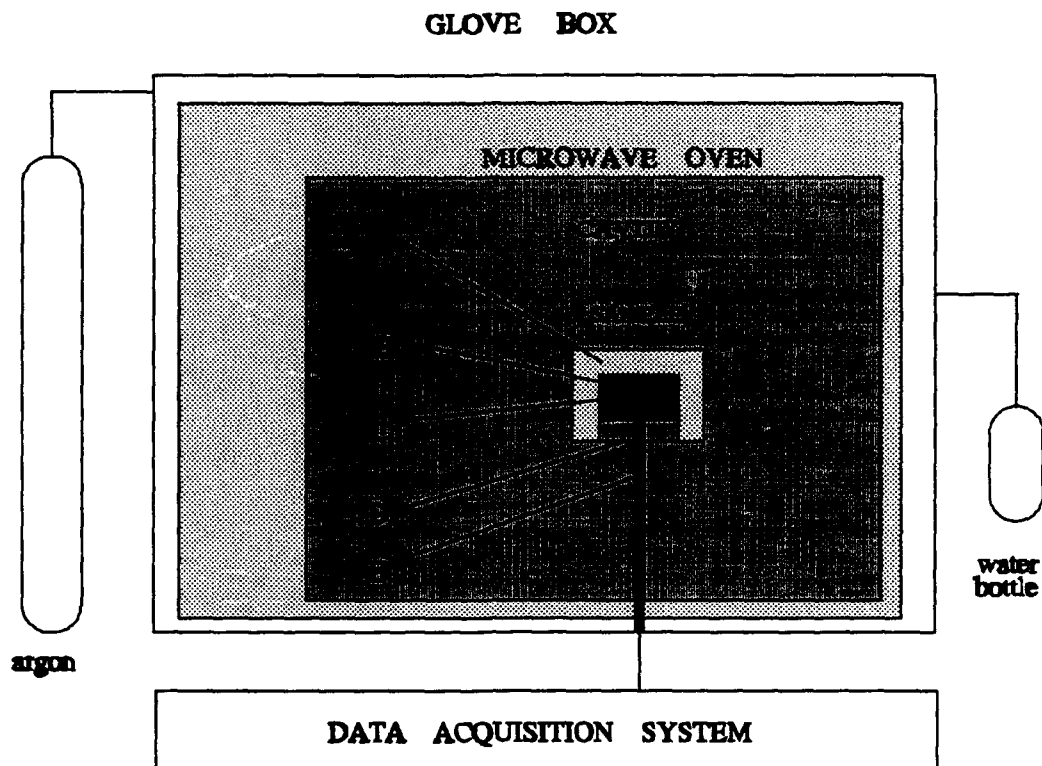 GLOVE BOX
MICROWAVE OVEN
water
bottle
argon
DATA ACQUISITION SYSTEM